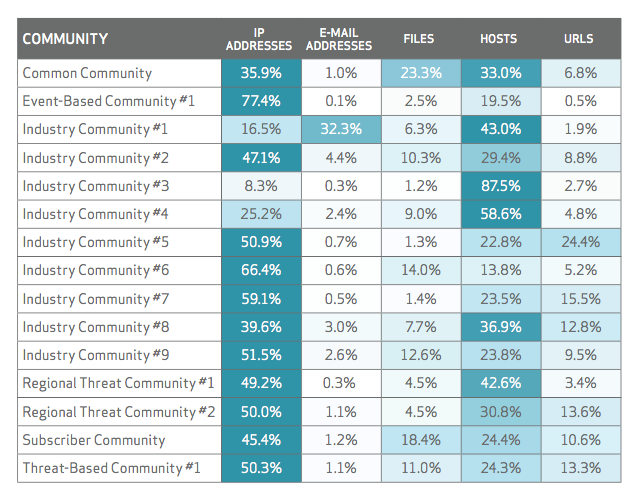 COMMUNITY IP ADDRESSES E-MAIL ADDRESSES FILES HOSTS URLS
Common Community 35.9% 1.0% 23.3% 33.0% 6.8%
Event-Based Community #1 77.4% 0.1% 2.5% 19.5% 0.5%
Industry Community #1 16.5% 32.3% 6.3% 43.0% 1.9%
Industry Community #2 47.1% 4.4% 10.3% 29.4% 8.8%
Industry Community #3 8.3% 0.3% 1.2% 87.5% 2.7%
Industry Community #4 25.2% 2.4% 9.0% 58.6% 4.8%
Industry Community #5 50.9% 0.7% 1.3% 22.8% 24.4%
Industry Community #6 66.4% 0.6% 14.0% 13.8% 5.2%
Industry Community #7 59.1% 0.5% 1.4% 23.5% 15.5%
Industry Community #8 39.6% 3.0% 7.7% 36.9% 12.8%
Industry Community #9 51.5% 2.6% 12.6% 23.8% 9.5%
Regional Threat Community #1 49.2% 0.3% 4.5% 42.6% 3.4%
Regional Threat Community #2 50.0% 1.1% 4.5% 30.8% 13.6%
Subscriber Community 45.4% 1.2% 18.4% 24.4% 10.6%
Threat-Based Community #1 50.3% 1.1% 11.0% 24.3% 13.3%